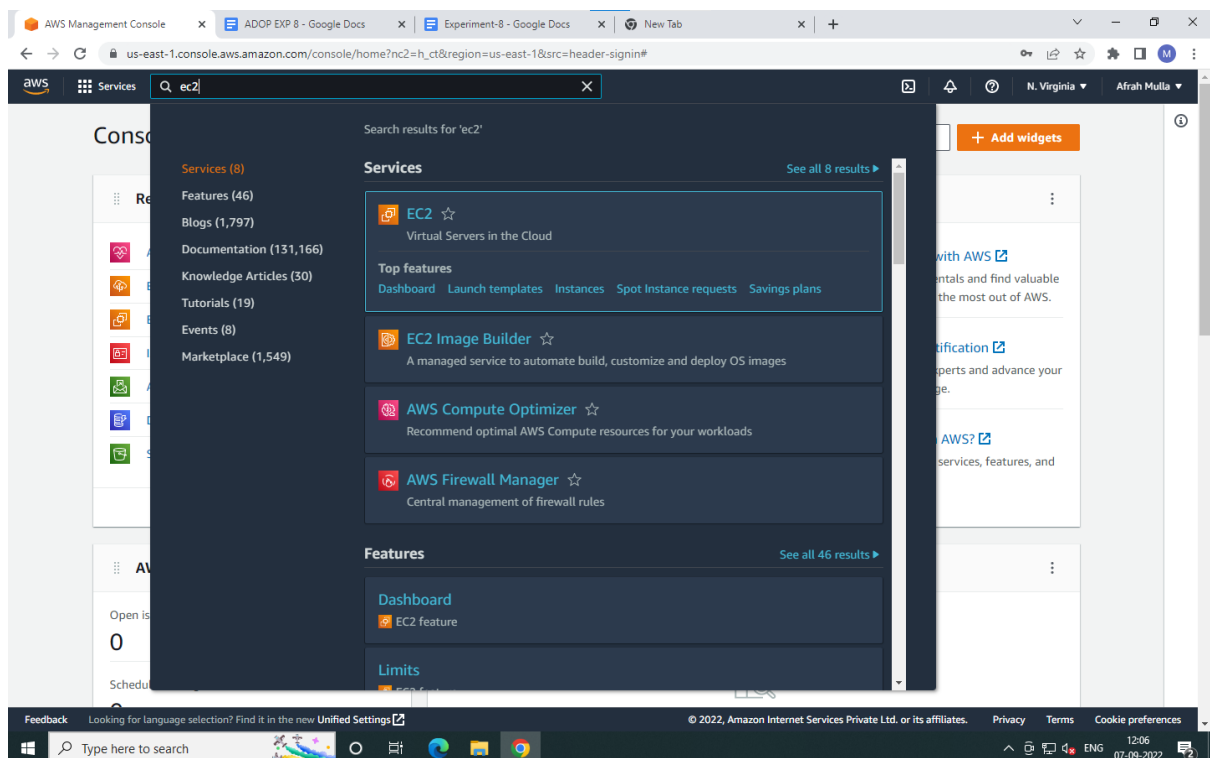 AWS Management Console
ADOP EXP 8 - Google Docs
Experiment-8 - Google Docs
New Tab
us-east-1.console.aws.amazon.com/console/home?nc2=h_ct&region=us-east-1&src=header-signin#
M
aws
Services
ec2
N. Virginia
Afrah Mulla
Conso
Add widgets
Search results for 'ec2'
Services (8)
Features (46)
Blogs (1,797)
Documentation (131,166)
Knowledge Articles (30)
Tutorials (19)
Events (8)
Marketplace (1,549)
Services
See all 8 results
EC2
Virtual Servers in the Cloud
Top features
Dashboard Launch templates Instances Spot Instance requests Savings plans
EC2 Image Builder
A managed service to automate build, customize and deploy OS images
AWS Compute Optimizer
Recommend optimal AWS Compute resources for your workloads
AWS Firewall Manager
Central management of firewall rules
Features
See all 46 results
Dashboard
EC2 feature
Limits
Re
with AWS
entals and find valuable
the most out of AWS.
tification
xperts and advance your
ge.
AWS?
services, features, and
Open is
0
Schedul
Feedback
Looking for language selection? Find it in the new Unified Settings
© 2022, Amazon Internet Services Private Ltd. or its affiliates.
Privacy
Terms
Cookie preferences
Type here to search
ENG
12:06
07-09-2022
2